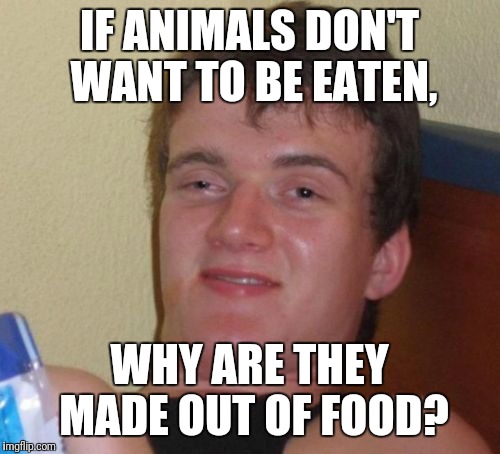 IF ANIMALS DON'T
WANT TO BE EATEN,
WHY ARE THEY
MADE OUT OF FOOD?
imgflip.com